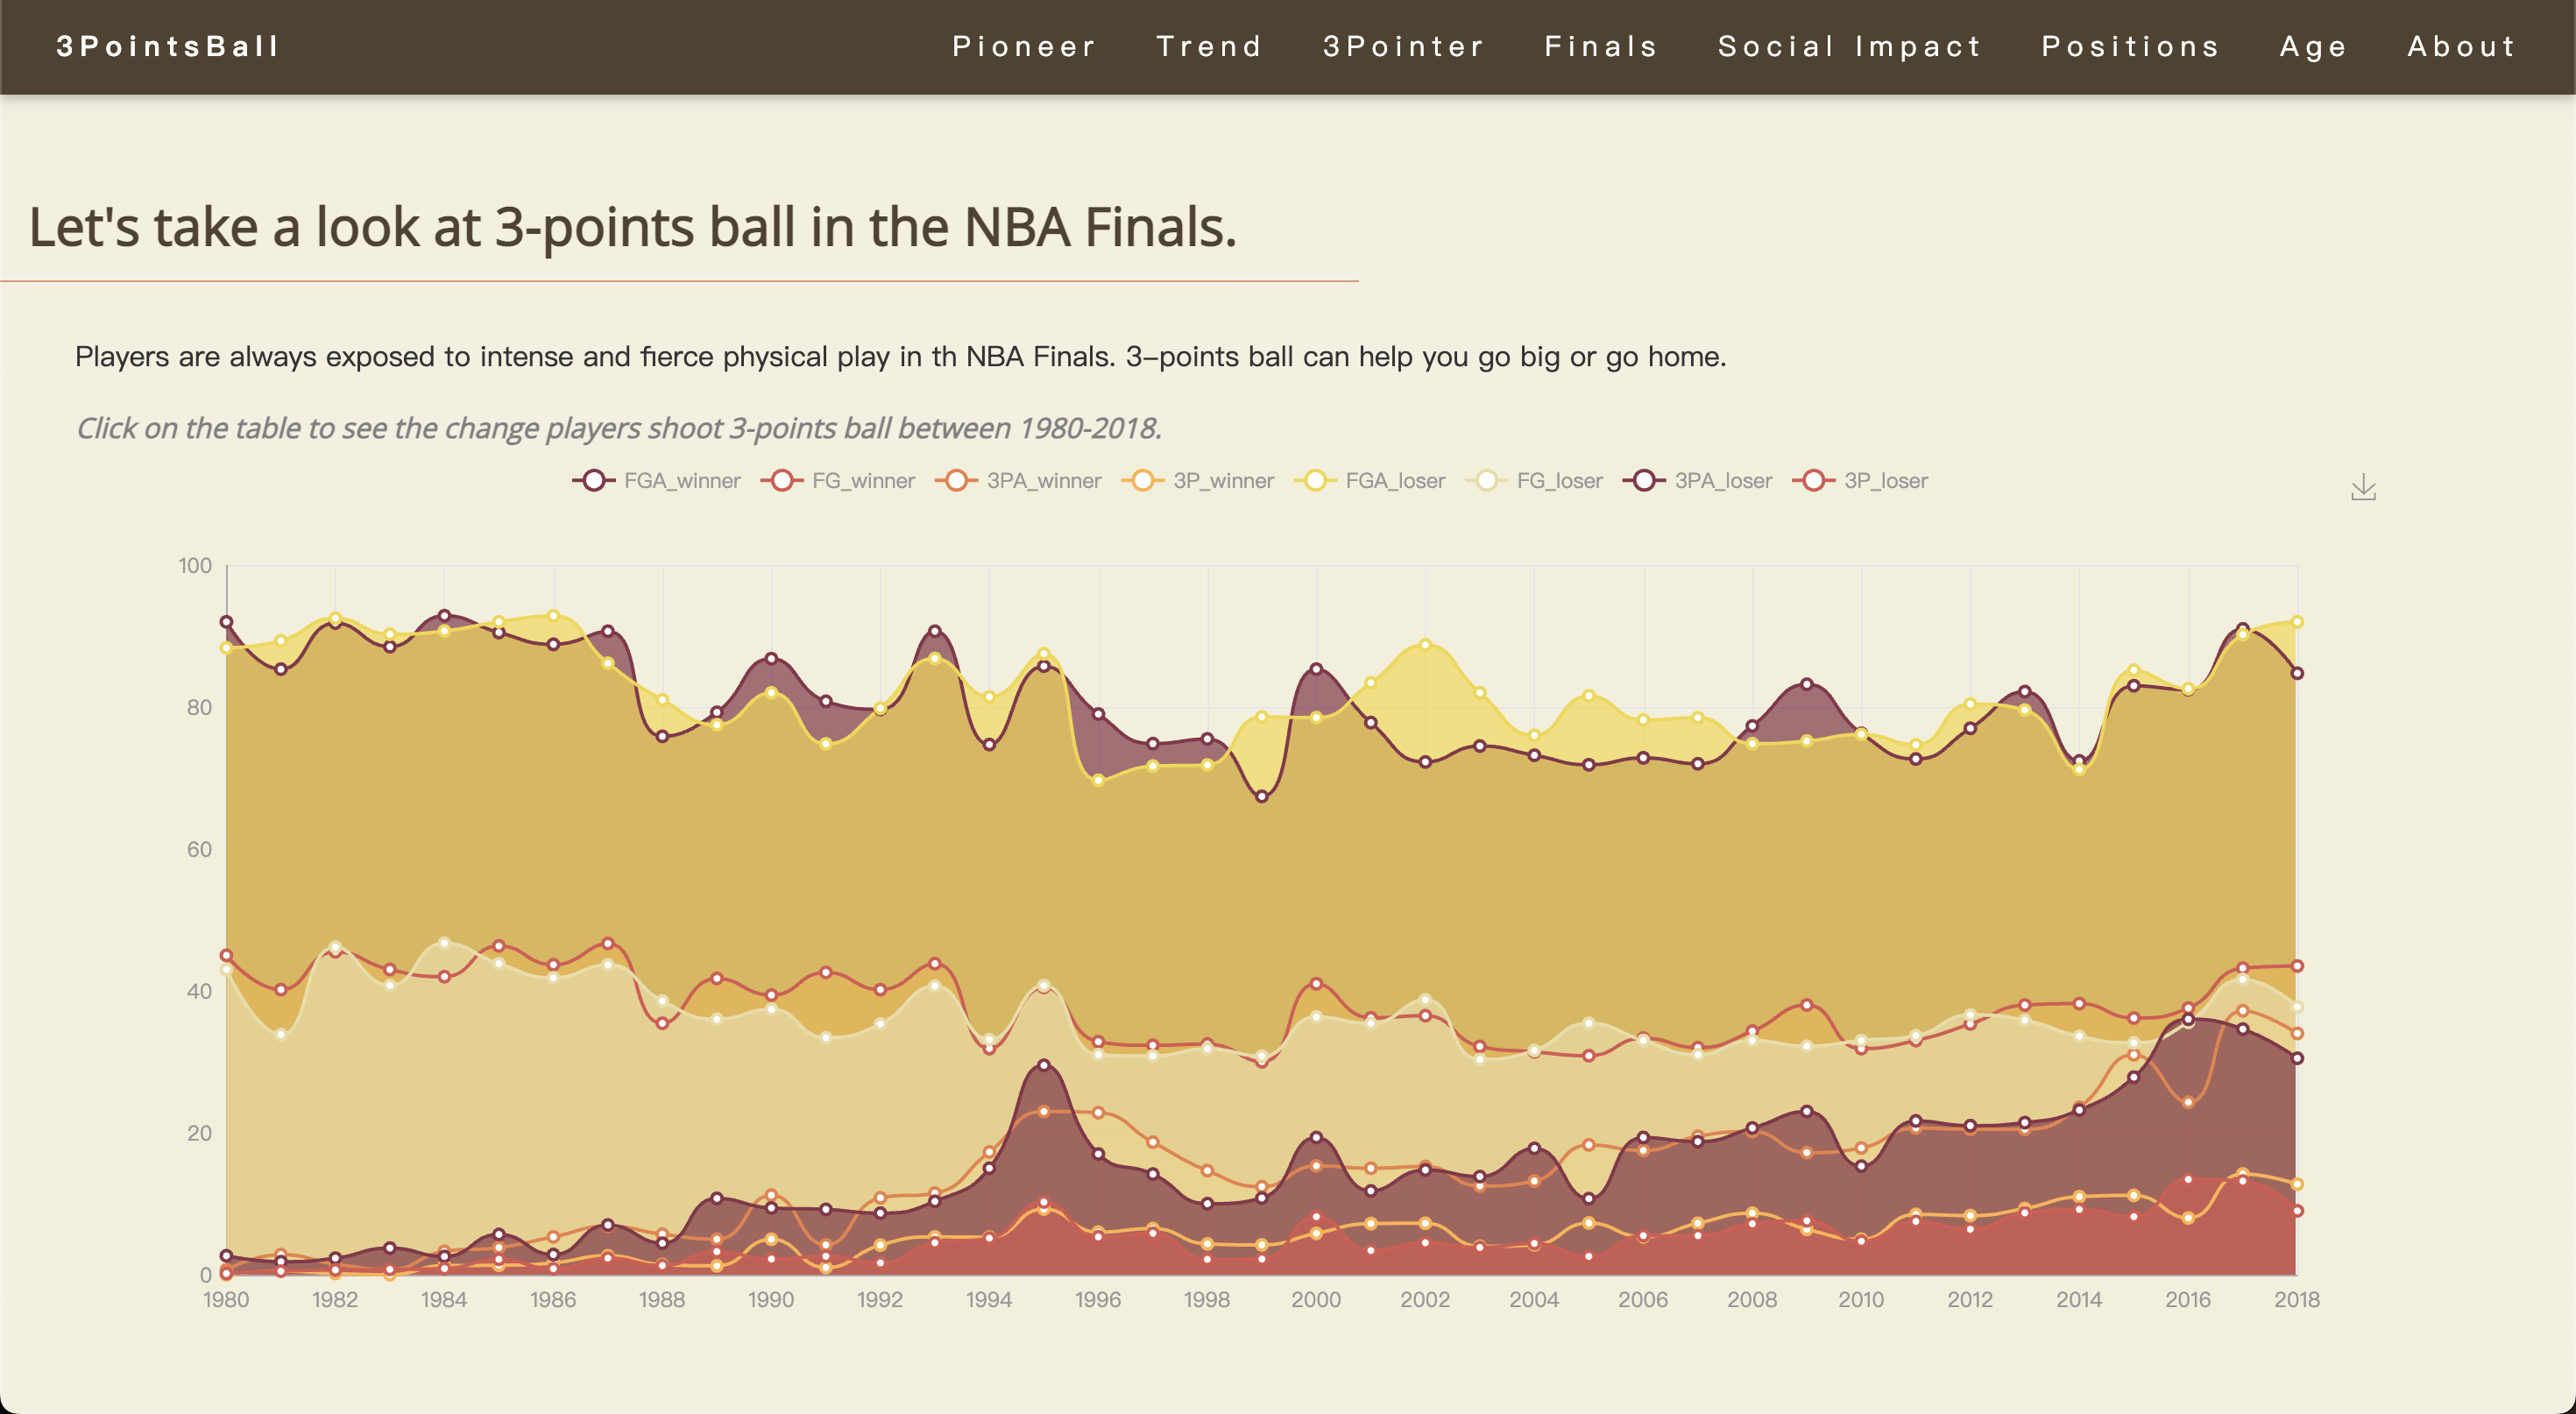 3PointsBall Pioneer Trend 3Pointer Finals Social Impact Positions Age About
Let's take a look at 3-points ball in the NBA Finals.
Players are always exposed to intense and fierce physical play in th NBA Finals. 3–points ball can help you go big or go home.
Click on the table to see the change players shoot 3-points ball between 1980-2018.
FGA_winner FG_winner 3PA_winner 3P_winner FGA_loser FG_loser 3PA_loser 3P_loser
100
80
60
40
20
0
1980 1982 1984 1986 1988 1990 1992 1994 1996 1998 2000 2002 2004 2006 2008 2010 2012 2014 2016 2018